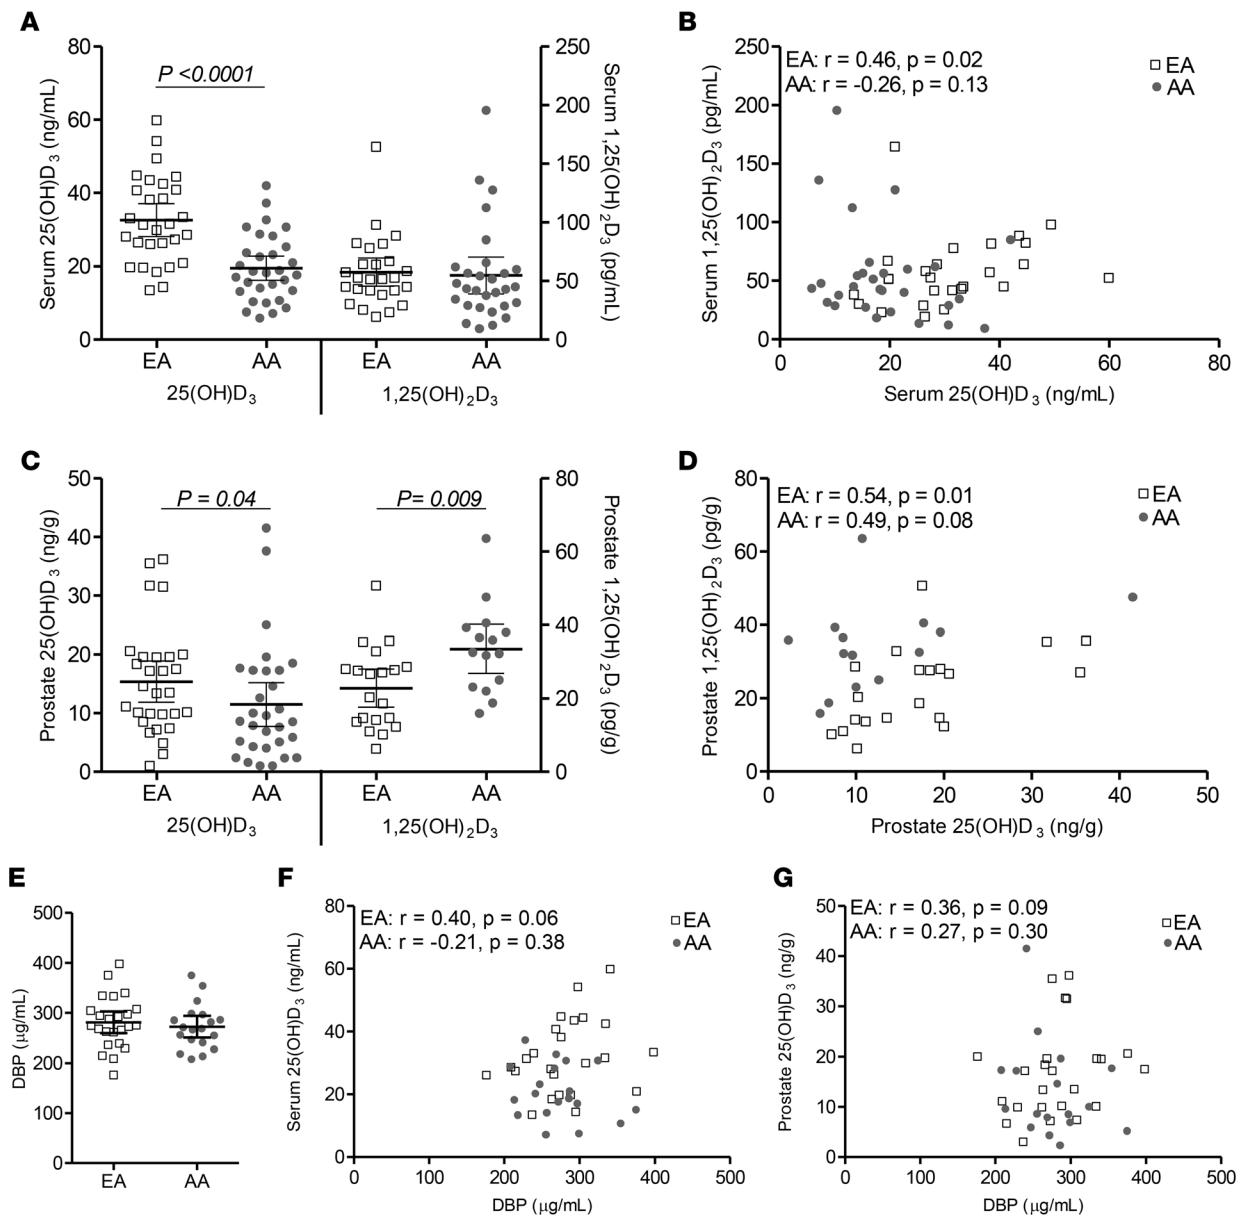 A
80
60
40
20
0
Serum 25(OH)D3 (ng/mL)
P <0.0001
250
200
150
100
50
0
Serum 1,25(OH)2D3 (pg/mL)
EA
AA
EA
AA
25(OH)D3
1,25(OH)2D3
B
250
200
150
100
50
0
Serum 1,25(OH)2D3 (pg/mL)
EA: r = 0.46, p = 0.02
AA: r = -0.26, p = 0.13
EA
AA
0
20
40
60
80
Serum 25(OH)D3 (ng/mL)
C
50
40
30
20
10
0
Prostate 25(OH)D3 (ng/g)
P = 0.04
P= 0.009
80
60
40
20
0
Prostate 1,25(OH)2D3 (pg/g)
EA
AA
EA
AA
25(OH)D3
1,25(OH)2D3
D
80
60
40
20
0
Prostate 1,25(OH)2D3 (pg/g)
EA: r = 0.54, p = 0.01
AA: r = 0.49, p = 0.08
EA
AA
0
10
20
30
40
50
Prostate 25(OH)D3 (ng/g)
E
500
400
300
200
100
0
DBP (μg/mL)
EA
AA
F
80
60
40
20
0
Serum 25(OH)D3 (ng/mL)
EA: r = 0.40, p = 0.06
AA: r = -0.21, p = 0.38
EA
AA
0
100
200
300
400
500
DBP (μg/mL)
G
50
40
30
20
10
0
Prostate 25(OH)D3 (ng/g)
EA: r = 0.36, p = 0.09
AA: r = 0.27, p = 0.30
EA
AA
0
100
200
300
400
500
DBP (μg/mL)